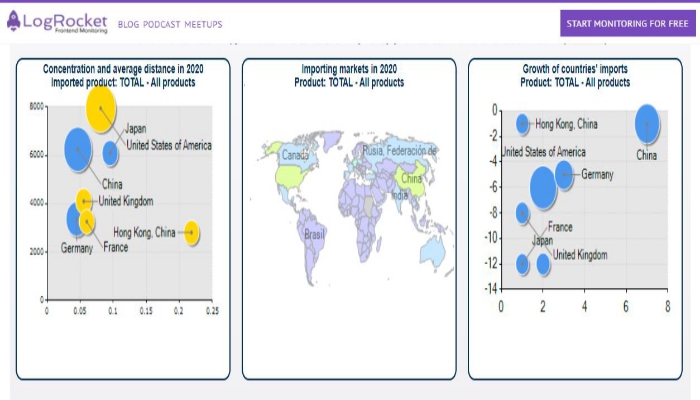 LogRocket
Frontend Monitoring
BLOG PODCAST MEETUPS
START MONITORING FOR FREE
Concentration and average distance in 2020
Imported product: TOTAL - All products
8000
6000
4000
2000
0
0
0.05
0.1
0.15
0.2
0.25
Japan
United States of America
China
United Kingdom
Hong Kong, China
Germany
France
Importing markets in 2020
Product: TOTAL - All products
Canada
Rusia, Federación de
China
India
Brasil
Growth of countries' imports
Product: TOTAL - All products
0
-2
-4
-6
-8
-10
-12
-14
0
2
4
6
8
Hong Kong, China
China
United States of America
Germany
France
Japan
United Kingdom